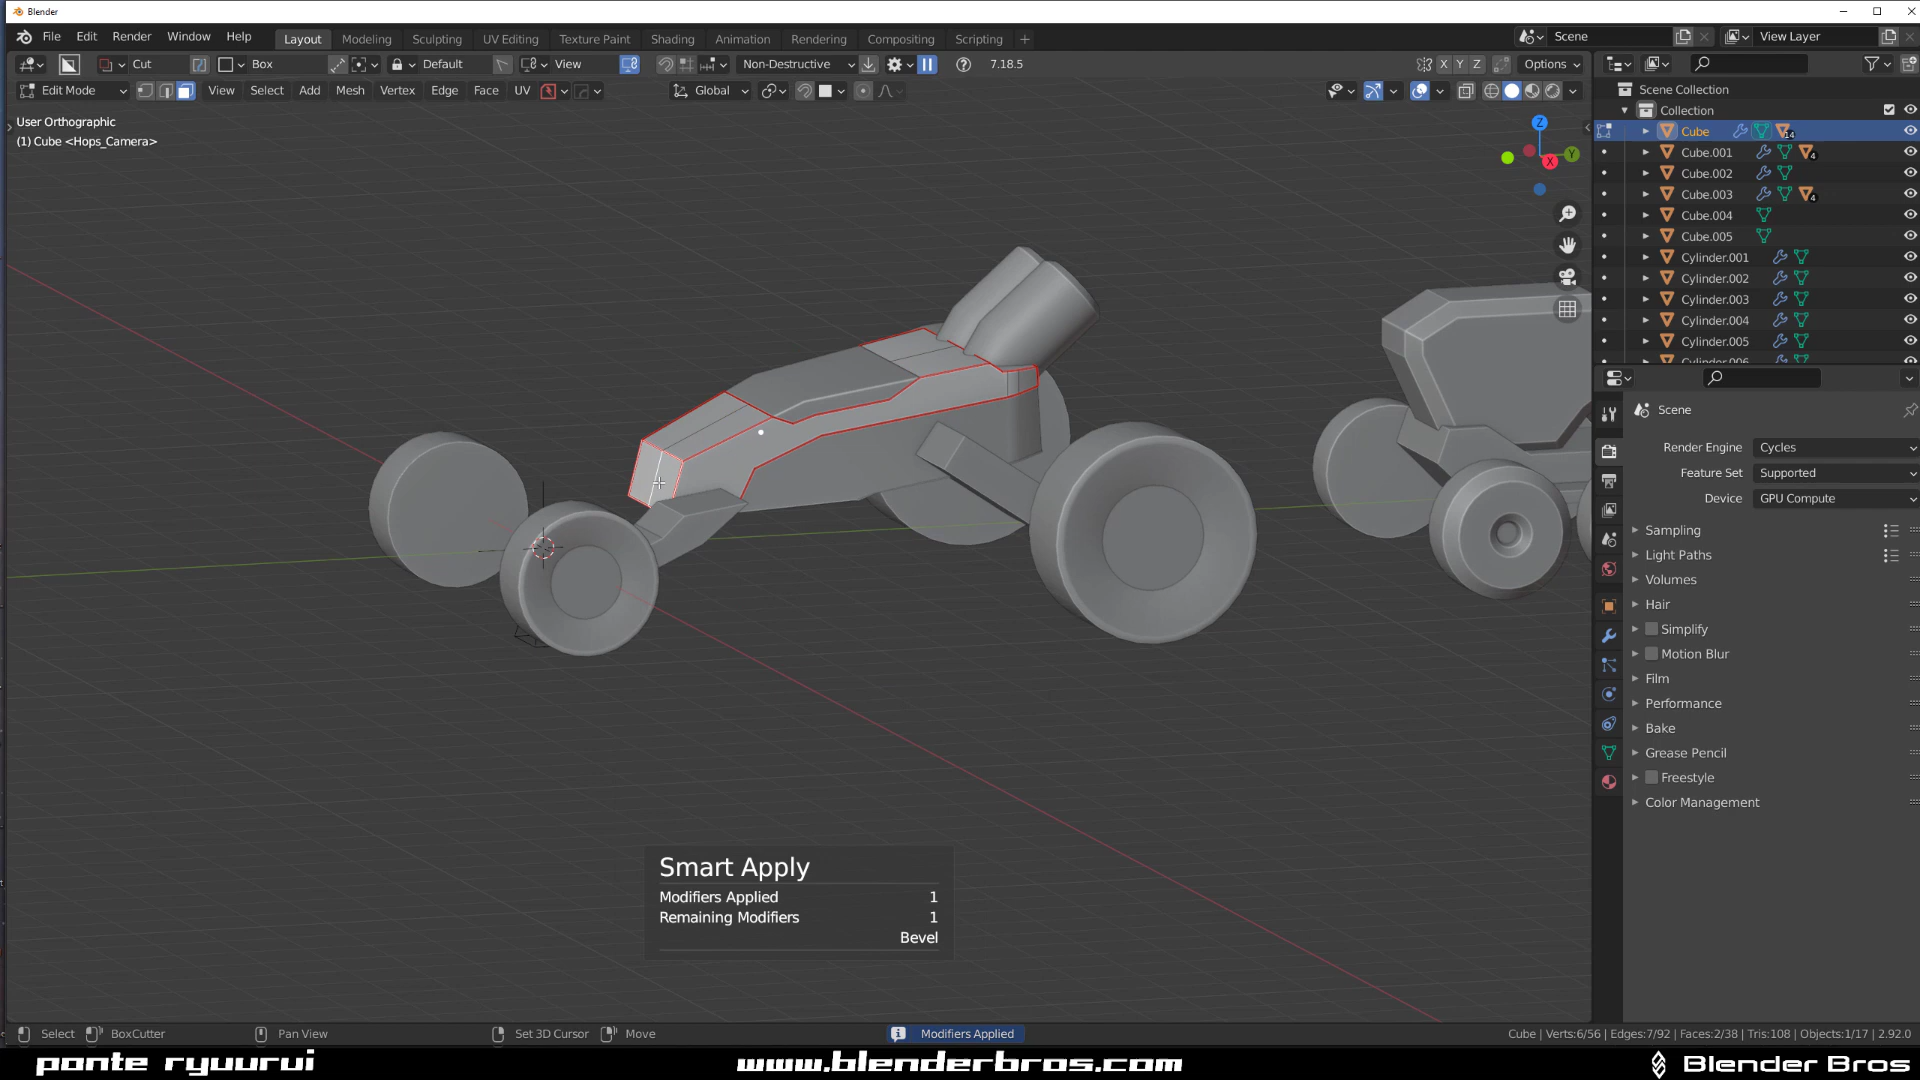 Blender
File Edit Render Window Help Layout Modeling Sculpting UV Editing Texture Paint Shading Animation Rendering Compositing Scripting + Scene View Layer
Cut Box Default View Non-Destructive 7.18.5 X Y Z Options
Edit Mode View Select Add Mesh Vertex Edge Face UV Global
User Orthographic
(1) Cube <Hops_Camera>
Z
Y
X
Scene Collection
Collection
Cube 14
Cube.001 4
Cube.002
Cube.003 4
Cube.004
Cube.005
Cylinder.001
Cylinder.002
Cylinder.003
Cylinder.004
Cylinder.005
Cylinder.006
Scene
Render Engine Cycles
Feature Set Supported
Device GPU Compute
Sampling
Light Paths
Volumes
Hair
Simplify
Motion Blur
Film
Performance
Bake
Grease Pencil
Freestyle
Color Management
Smart Apply
Modifiers Applied 1
Remaining Modifiers 1
Bevel
Select BoxCutter Pan View Set 3D Cursor Move Modifiers Applied Cube | Verts:6/56 | Edges:7/92 | Faces:2/38 | Tris:108 | Objects:1/17 | 2.92.0
ponte ryuurui www.blenderbros.com Blender Bros